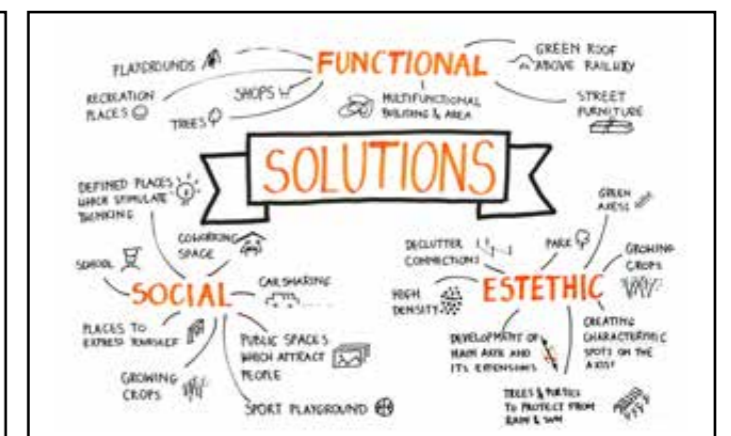 FUNCTIONAL
PLAYGROUNDS
RECREATION
PLACES
SHOPS
TREES
MULTIFUNCTIONAL
BUILDING & AREA
GREEN ROOF
ABOVE RAILWAY
STREET
FURNITURE
SOLUTIONS
DEFINED PLACES
WHICH STIMULATE
THINKING
COWORKING
SPACE
SCHOOL
SOCIAL
CAR SHARING
PLACES TO
EXPRESS YOURSELF
GROWING
CROPS
PUBLIC SPACES
WHICH ATTRACT
PEOPLE
SPORT PLAYGROUND
DECLUTTER
CONNECTIONS
PARK
GREEN
GROWING
CROPS
HIGH
DENSITY
ESTETHIC
DEVELOPMENT OF
MAIN AXIS AND
ITS EXTENSIONS
CREATING
CHARACTERISTIC
SPOTS ON THE
TREES &
TO PROTECT FROM
RAIN & SUN